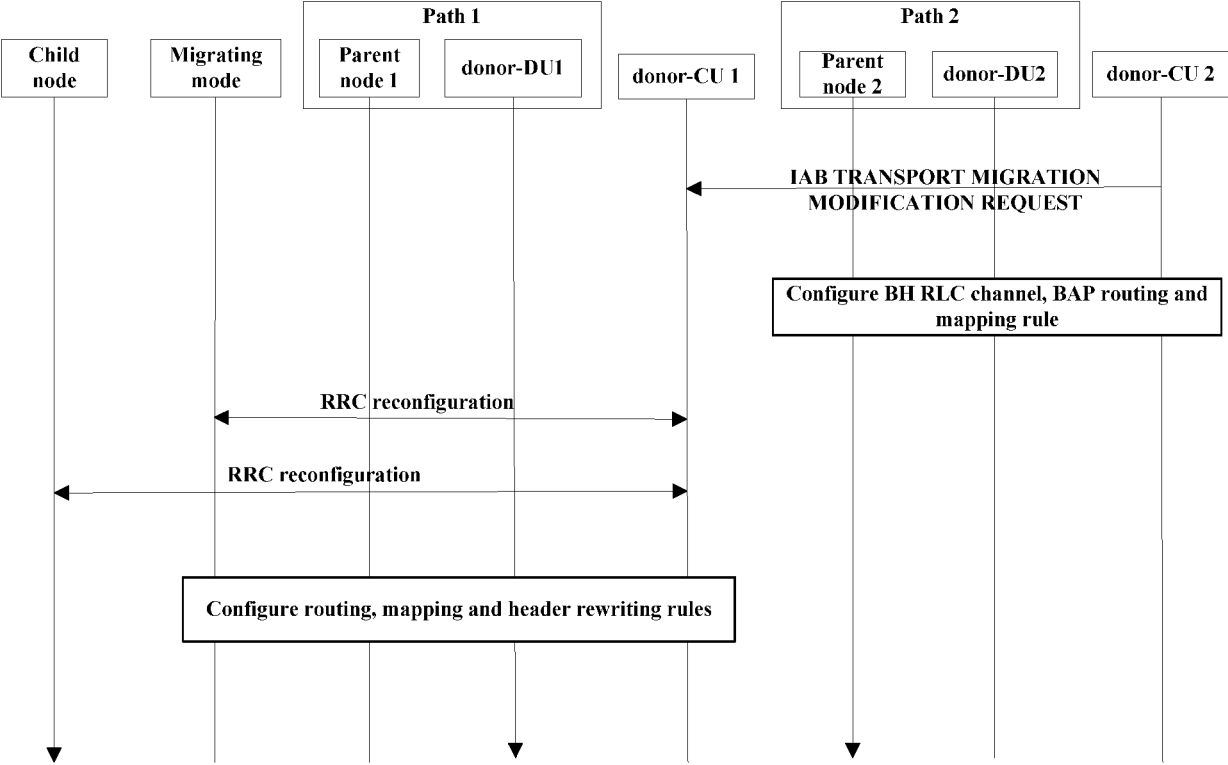 Path 1
Path 2
Child
node
Migrating
mode
Parent
node 1
donor-DU1
donor-CU 1
Parent
node 2
donor-DU2
donor-CU 2
IAB TRANSPORT MIGRATION
MODIFICATION REQUEST
Configure BH RLC channel, BAP routing and
mapping rule
RRC reconfiguration
RRC reconfiguration
Configure routing, mapping and header rewriting rules